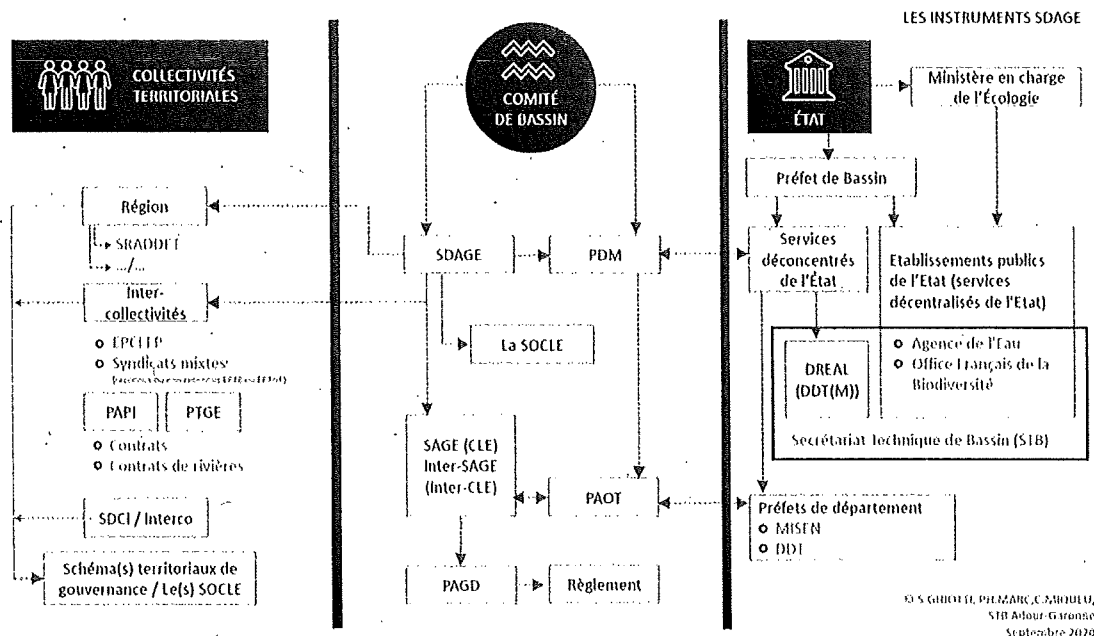 LES INSTRUMENTS SDAGE
COLLECTIVITÉS
TERRITORIALES
Région
SRADDET
.../...
Inter-
collectivités
EPCI FP
Syndicats mixtes
PAPI
PTGE
Contrats
Contrats de rivières
SDCI / Interco
Schéma(s) territoriaux de
gouvernance / Le(s) SOCLE
COMITÉ
DE BASSIN
SDAGE
PDM
La SOCLE
SAGE (CLE)
Inter-SAGE
(Inter-CLE)
PAOT
PAGD
Règlement
ÉTAT
Ministère en charge
de l'Écologie
Préfet de Bassin
Services
déconcentrés
de l'État
Etablissements publics
de l'Etat (services
décentralisés de l'Etat)
DREAL
(DDT(M))
Agence de l'Eau
Office Français de la
Biodiversité
Secrétariat Technique de Bassin (STB)
Préfets de département
MISEN
DDT
© S.GHIOTTI, PH.MARC,
STB Adour-Garonne
Septembre 2020